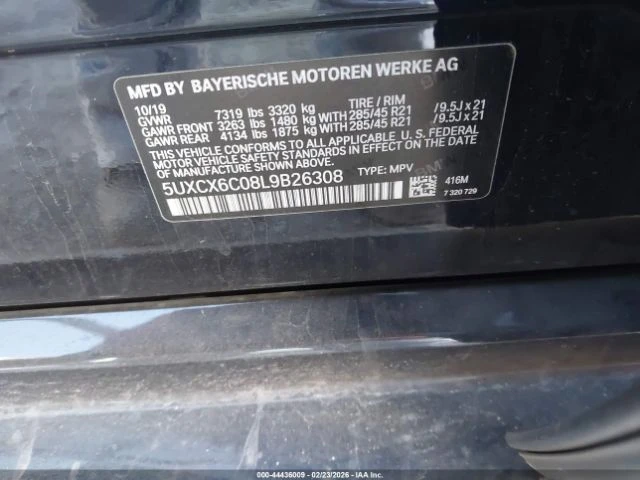 MFD BY BAYERISCHE MOTOREN WERKE AG
10/19 TIRE / RIM
GVWR 7319 lbs 3320 kg
GAWR FRONT 3263 lbs 1480 kg WITH 285/45 R21 /9.5J x 21
GAWR REAR 4134 lbs 1875 kg WITH 285/45 R21 /9.5J x 21
THIS VEHICLE CONFORMS TO ALL APPLICABLE U.S. FEDERAL
MOTOR VEHICLE SAFETY STANDARDS IN EFFECT ON THE DATE OF
MANUFACTURE SHOWN ABOVE.
5UXCX6C08L9B26308 TYPE: MPV
416M
7 320 729
000-44436009 - 02/23/2026 - IAAI.COM